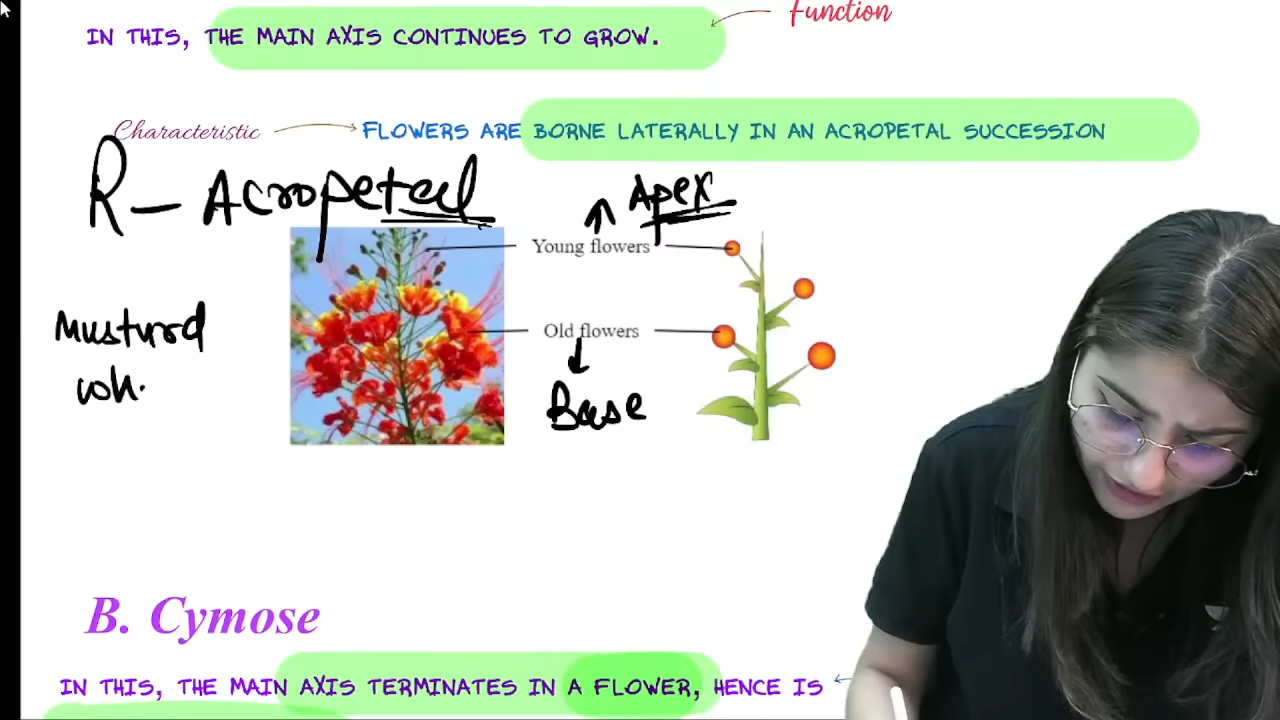 Function
IN THIS, THE MAIN AXIS CONTINUES TO GROW.
Characteristic
FLOWERS ARE BORNE LATERALLY IN AN ACROPETAL SUCCESSION
R - Acropetal
Apex
Young flowers
Mustard
Old flowers
Base
B. Cymose
IN THIS, THE MAIN AXIS TERMINATES IN A FLOWER, HENCE IS